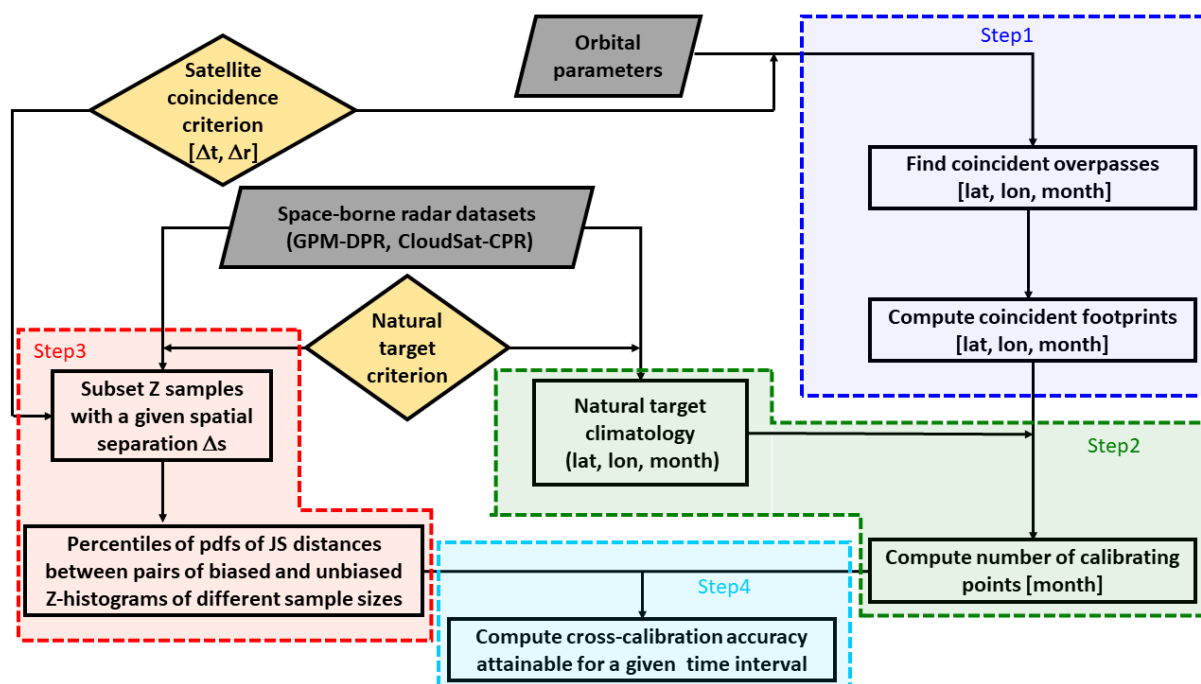 Step1
Orbital
parameters
Satellite
coincidence
criterion
[Δt, Δr]
Find coincident overpasses
[lat, lon, month]
Space-borne radar datasets
(GPM-DPR, CloudSat-CPR)
Compute coincident footprints
[lat, lon, month]
Natural
target
criterion
Step3
Subset Z samples
with a given spatial
separation Δs
Natural target
climatology
(lat, lon, month)
Step2
Percentiles of pdfs of JS distances
between pairs of biased and unbiased
Z-histograms of different sample sizes
Compute number of calibrating
points [month]
Step4
Compute cross-calibration accuracy
attainable for a given time interval